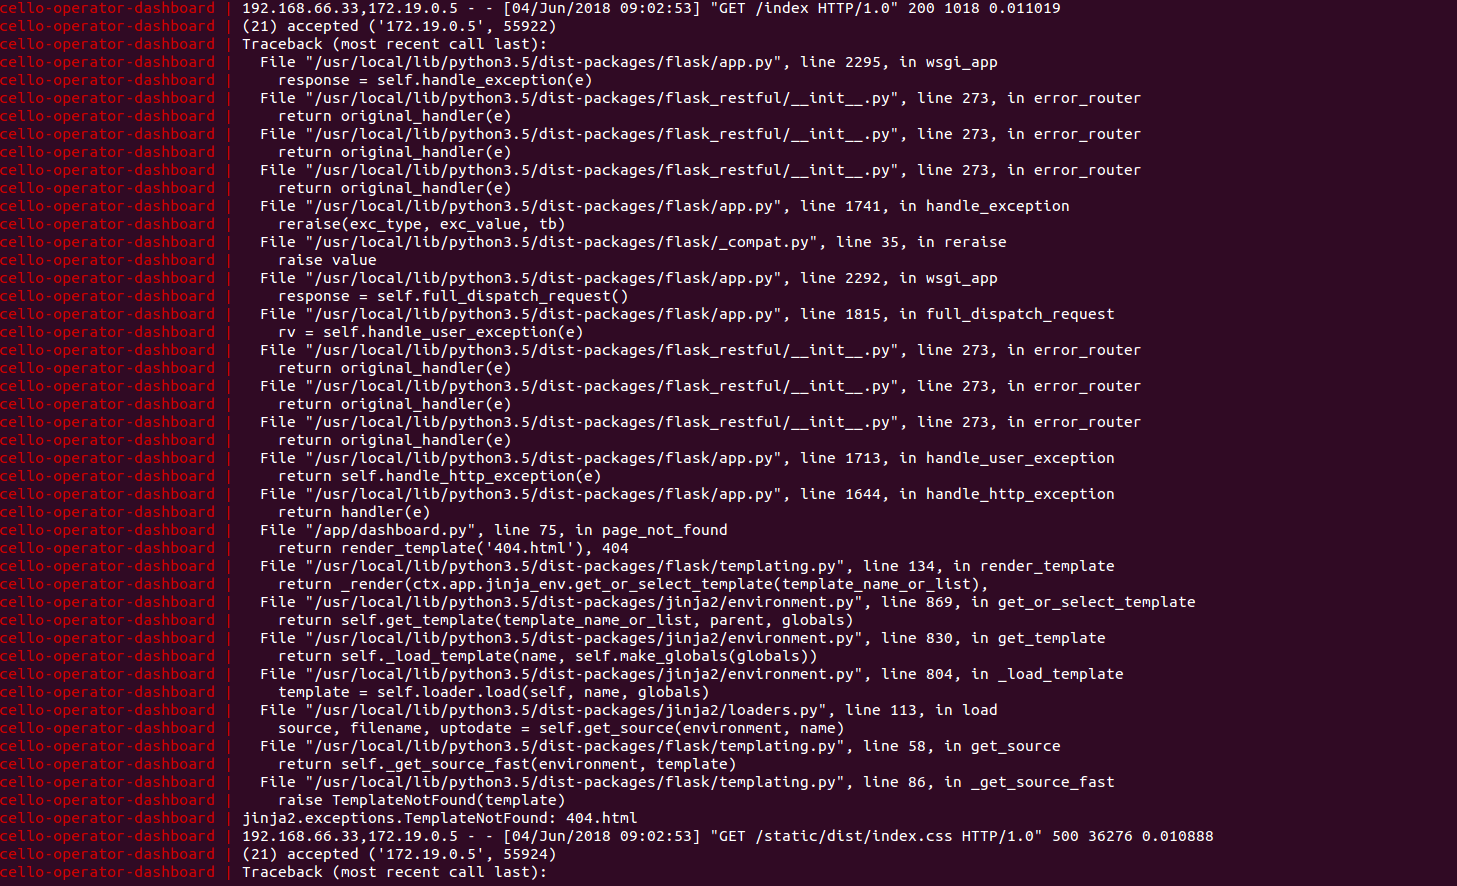 cello-operator-dashboard | 192.168.66.33,172.19.0.5 - - [04/Jun/2018 09:02:53] "GET /index HTTP/1.0" 200 1018 0.011019
cello-operator-dashboard | (21) accepted ('172.19.0.5', 55922)
cello-operator-dashboard | Traceback (most recent call last):
cello-operator-dashboard |   File "/usr/local/lib/python3.5/dist-packages/flask/app.py", line 2295, in wsgi_app
cello-operator-dashboard |     response = self.handle_exception(e)
cello-operator-dashboard |   File "/usr/local/lib/python3.5/dist-packages/flask_restful/__init__.py", line 273, in error_router
cello-operator-dashboard |     return original_handler(e)
cello-operator-dashboard |   File "/usr/local/lib/python3.5/dist-packages/flask_restful/__init__.py", line 273, in error_router
cello-operator-dashboard |     return original_handler(e)
cello-operator-dashboard |   File "/usr/local/lib/python3.5/dist-packages/flask_restful/__init__.py", line 273, in error_router
cello-operator-dashboard |     return original_handler(e)
cello-operator-dashboard |   File "/usr/local/lib/python3.5/dist-packages/flask/app.py", line 1741, in handle_exception
cello-operator-dashboard |     reraise(exc_type, exc_value, tb)
cello-operator-dashboard |   File "/usr/local/lib/python3.5/dist-packages/flask/_compat.py", line 35, in reraise
cello-operator-dashboard |     raise value
cello-operator-dashboard |   File "/usr/local/lib/python3.5/dist-packages/flask/app.py", line 2292, in wsgi_app
cello-operator-dashboard |     response = self.full_dispatch_request()
cello-operator-dashboard |   File "/usr/local/lib/python3.5/dist-packages/flask/app.py", line 1815, in full_dispatch_request
cello-operator-dashboard |     rv = self.handle_user_exception(e)
cello-operator-dashboard |   File "/usr/local/lib/python3.5/dist-packages/flask_restful/__init__.py", line 273, in error_router
cello-operator-dashboard |     return original_handler(e)
cello-operator-dashboard |   File "/usr/local/lib/python3.5/dist-packages/flask_restful/__init__.py", line 273, in error_router
cello-operator-dashboard |     return original_handler(e)
cello-operator-dashboard |   File "/usr/local/lib/python3.5/dist-packages/flask_restful/__init__.py", line 273, in error_router
cello-operator-dashboard |     return original_handler(e)
cello-operator-dashboard |   File "/usr/local/lib/python3.5/dist-packages/flask/app.py", line 1713, in handle_user_exception
cello-operator-dashboard |     return self.handle_http_exception(e)
cello-operator-dashboard |   File "/usr/local/lib/python3.5/dist-packages/flask/app.py", line 1644, in handle_http_exception
cello-operator-dashboard |     return handler(e)
cello-operator-dashboard |   File "/app/dashboard.py", line 75, in page_not_found
cello-operator-dashboard |     return render_template('404.html'), 404
cello-operator-dashboard |   File "/usr/local/lib/python3.5/dist-packages/flask/templating.py", line 134, in render_template
cello-operator-dashboard |     return _render(ctx.app.jinja_env.get_or_select_template(template_name_or_list),
cello-operator-dashboard |   File "/usr/local/lib/python3.5/dist-packages/jinja2/environment.py", line 869, in get_or_select_template
cello-operator-dashboard |     return self.get_template(template_name_or_list, parent, globals)
cello-operator-dashboard |   File "/usr/local/lib/python3.5/dist-packages/jinja2/environment.py", line 830, in get_template
cello-operator-dashboard |     return self._load_template(name, self.make_globals(globals))
cello-operator-dashboard |   File "/usr/local/lib/python3.5/dist-packages/jinja2/environment.py", line 804, in _load_template
cello-operator-dashboard |     template = self.loader.load(self, name, globals)
cello-operator-dashboard |   File "/usr/local/lib/python3.5/dist-packages/jinja2/loaders.py", line 113, in load
cello-operator-dashboard |     source, filename, uptodate = self.get_source(environment, name)
cello-operator-dashboard |   File "/usr/local/lib/python3.5/dist-packages/flask/templating.py", line 58, in get_source
cello-operator-dashboard |     return self._get_source_fast(environment, template)
cello-operator-dashboard |   File "/usr/local/lib/python3.5/dist-packages/flask/templating.py", line 86, in _get_source_fast
cello-operator-dashboard |     raise TemplateNotFound(template)
cello-operator-dashboard | jinja2.exceptions.TemplateNotFound: 404.html
cello-operator-dashboard | 192.168.66.33,172.19.0.5 - - [04/Jun/2018 09:02:53] "GET /static/dist/index.css HTTP/1.0" 500 36276 0.010888
cello-operator-dashboard | (21) accepted ('172.19.0.5', 55924)
cello-operator-dashboard | Traceback (most recent call last):